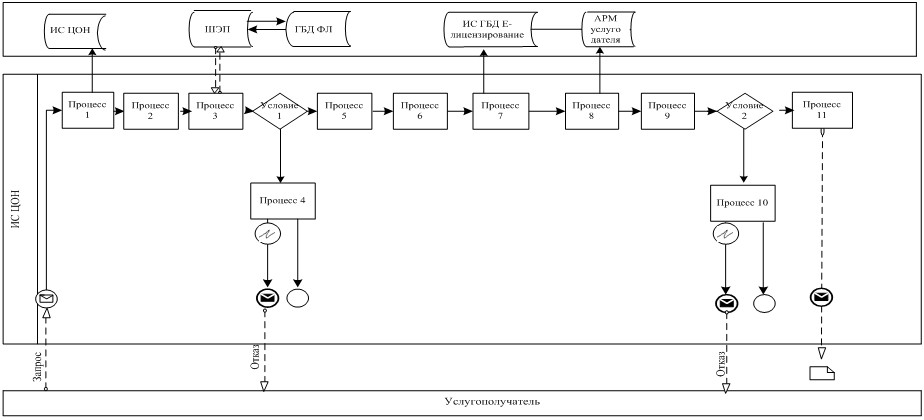 ИС ЦОН
ШЭП
ГБД ФЛ
ИС ГБД Е-
лицензирование
АРМ
услуго
дателя
ИС ЦОН
Процесс
1
Процесс
2
Процесс
3
Условие
1
Процесс
5
Процесс
6
Процесс
7
Процесс
8
Процесс
9
Условие
2
Процесс
11
Процесс 4
Процесс 10
Запрос
Отказ
Отказ
Услугополучатель